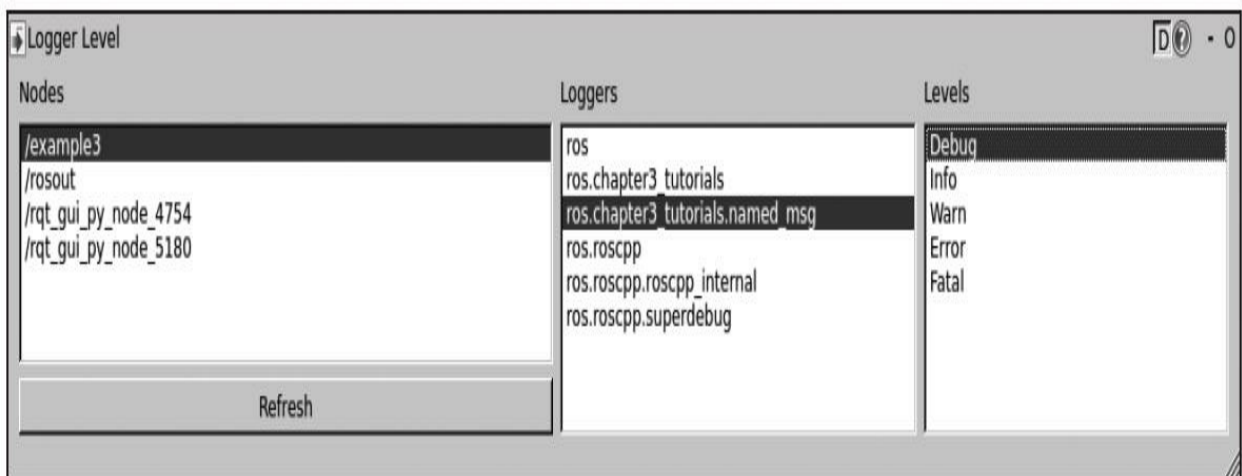 Logger Level
D ? - O
Nodes
/example3
/rosout
/rqt_gui_py_node_4754
/rqt_gui_py_node_5180
Refresh
Loggers
ros
ros.chapter3_tutorials
ros.chapter3_tutorials.named_msg
ros.roscpp
ros.roscpp.roscpp_internal
ros.roscpp.superdebug
Levels
Debug
Info
Warn
Error
Fatal